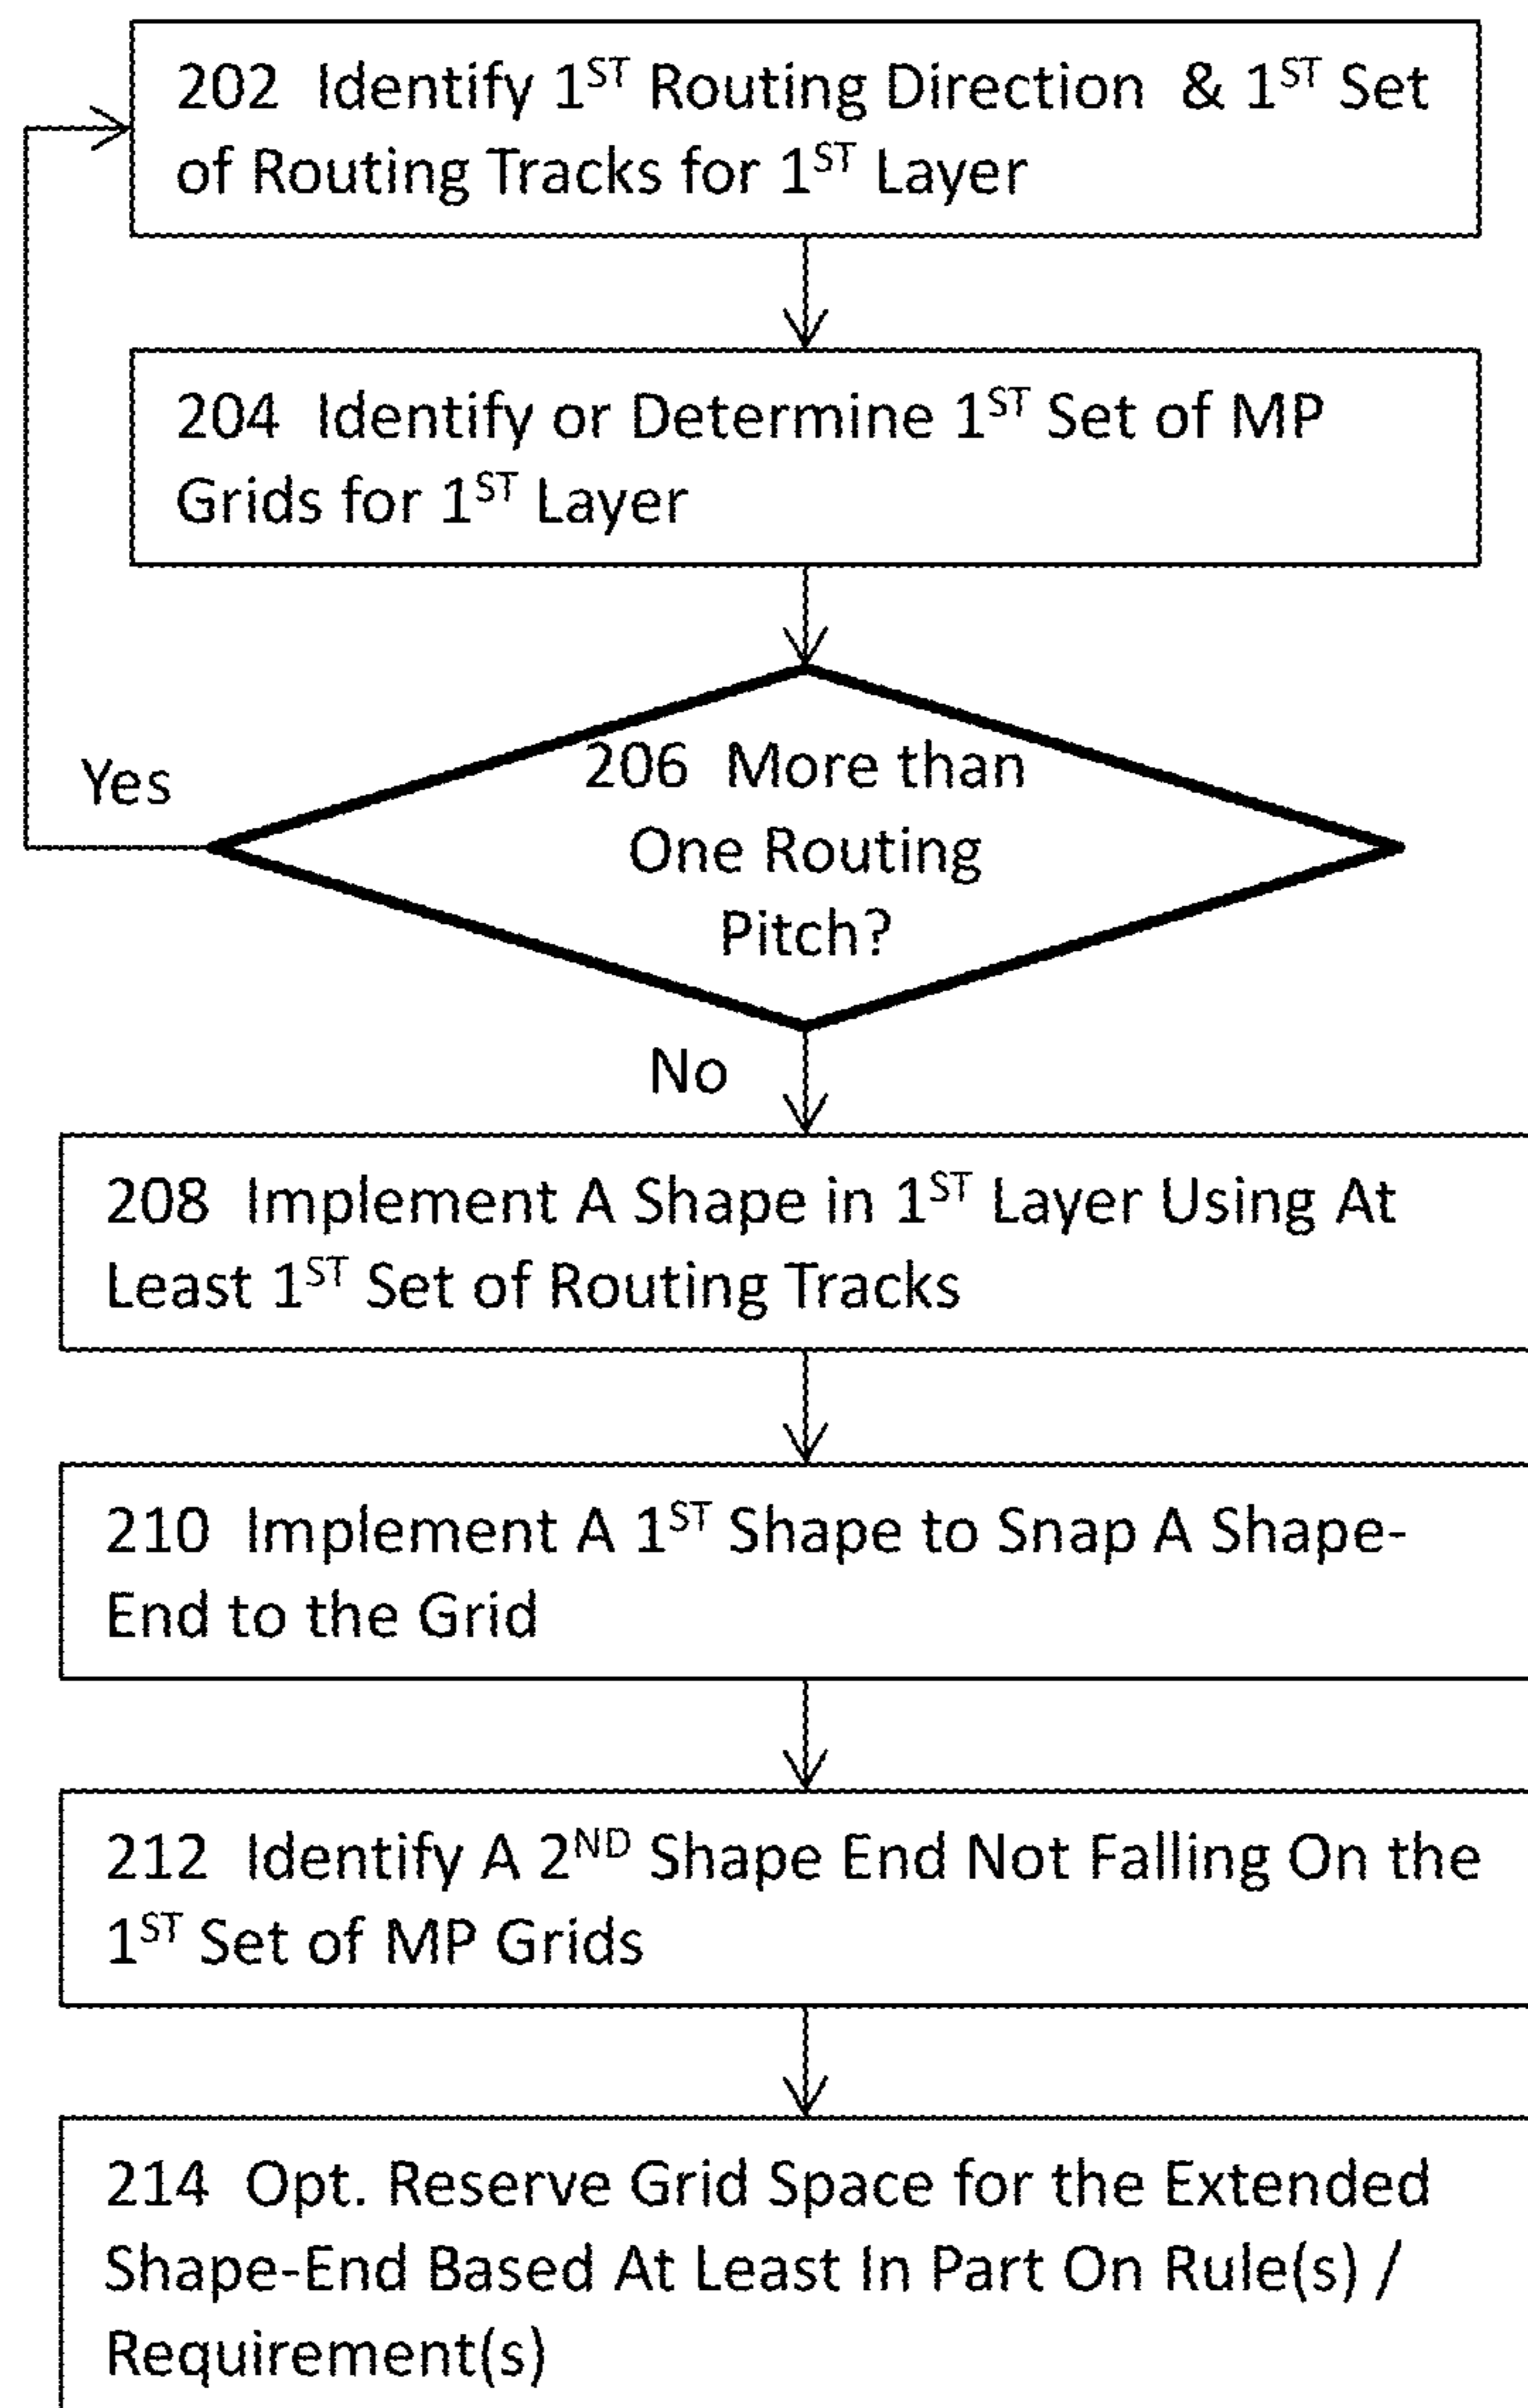 202 Identify 1ST Routing Direction & 1ST Set
of Routing Tracks for 1ST Layer
204 Identify or Determine 1ST Set of MP
Grids for 1ST Layer
Yes
206 More than
One Routing
Pitch?
No
208 Implement A Shape in 1ST Layer Using At
Least 1ST Set of Routing Tracks
210 Implement A 1ST Shape to Snap A Shape-
End to the Grid
212 Identify A 2ND Shape End Not Falling On the
1ST Set of MP Grids
214 Opt. Reserve Grid Space for the Extended
Shape-End Based At Least In Part On Rule(s) /
Requirement(s)